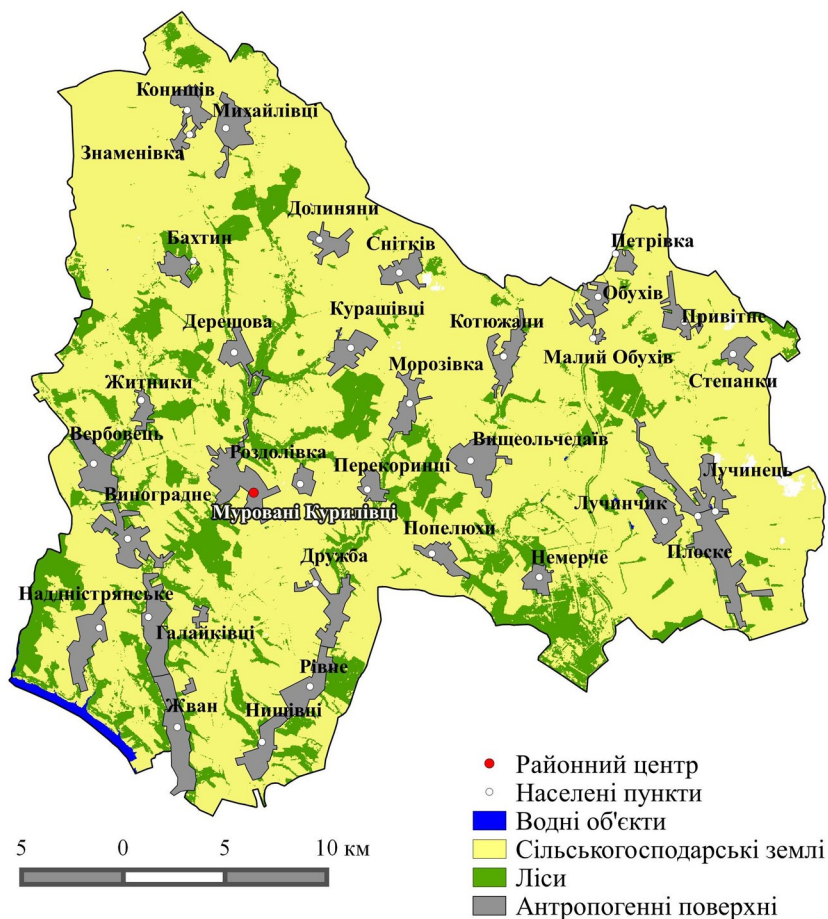 Конищів
Михайлівці
Знаменівка
Долиняни
Бахтин
Снітків
Петрівка
Обухів
Привітне
Дерешова
Курашівці
Котюжани
Малий Обухів
Степанки
Житники
Морозівка
Вербовець
Роздолівка
Перекоринці
Вищеольчедаїв
Лучинець
Виноградне
Муровані Курилівці
Лучинчик
Попелюхи
Плоске
Дружба
Немерче
Наддністрянське
Галайківці
Рівне
Жван
Нишівці
Районний центр
Населені пункти
Водні об'єкти
Сільськогосподарські землі
Ліси
Антропогенні поверхні
5 0 5 10 км